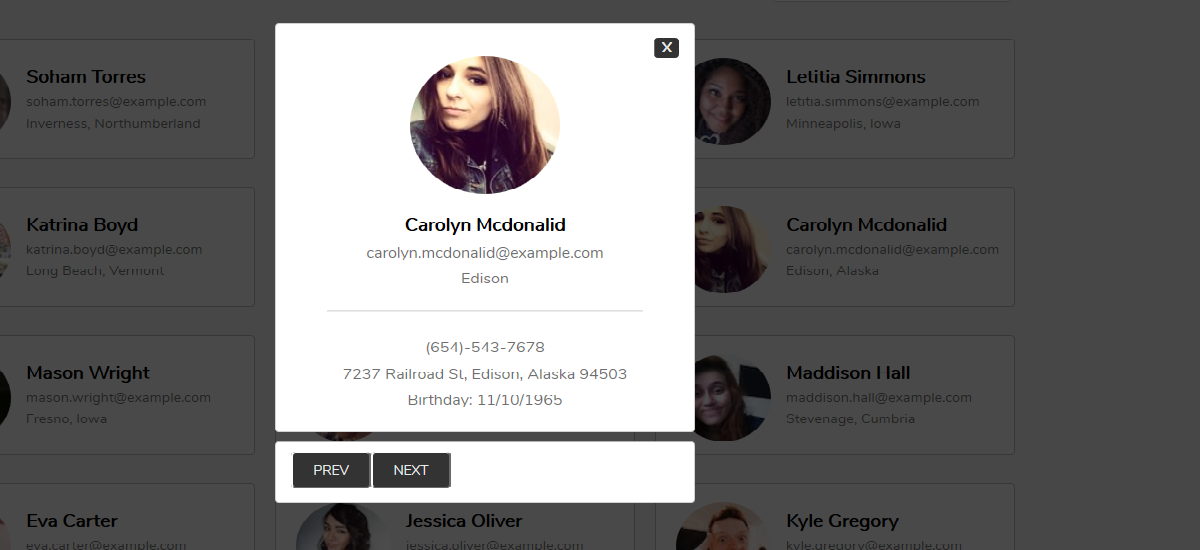 X
Carolyn Mcdonalid
carolyn.mcdonalid@example.com
Edison
(654)-543-7678
7237 Railroad St, Edison, Alaska 94503
Birthday: 11/10/1965
PREV NEXT
Soham Torres
soham.torres@example.com
Inverness, Northumberland
Letitia Simmons
letitia.simmons@example.com
Minneapolis, Iowa
Katrina Boyd
katrina.boyd@example.com
Long Beach, Vermont
Carolyn Mcdonalid
carolyn.mcdonalid@example.com
Edison, Alaska
Mason Wright
mason.wright@example.com
Fresno, Iowa
Maddison Hall
maddison.hall@example.com
Stevenage, Cumbria
Eva Carter
eva.carter@example.com
Jessica Oliver
jessica.oliver@example.com
Kyle Gregory
kyle.gregory@example.com